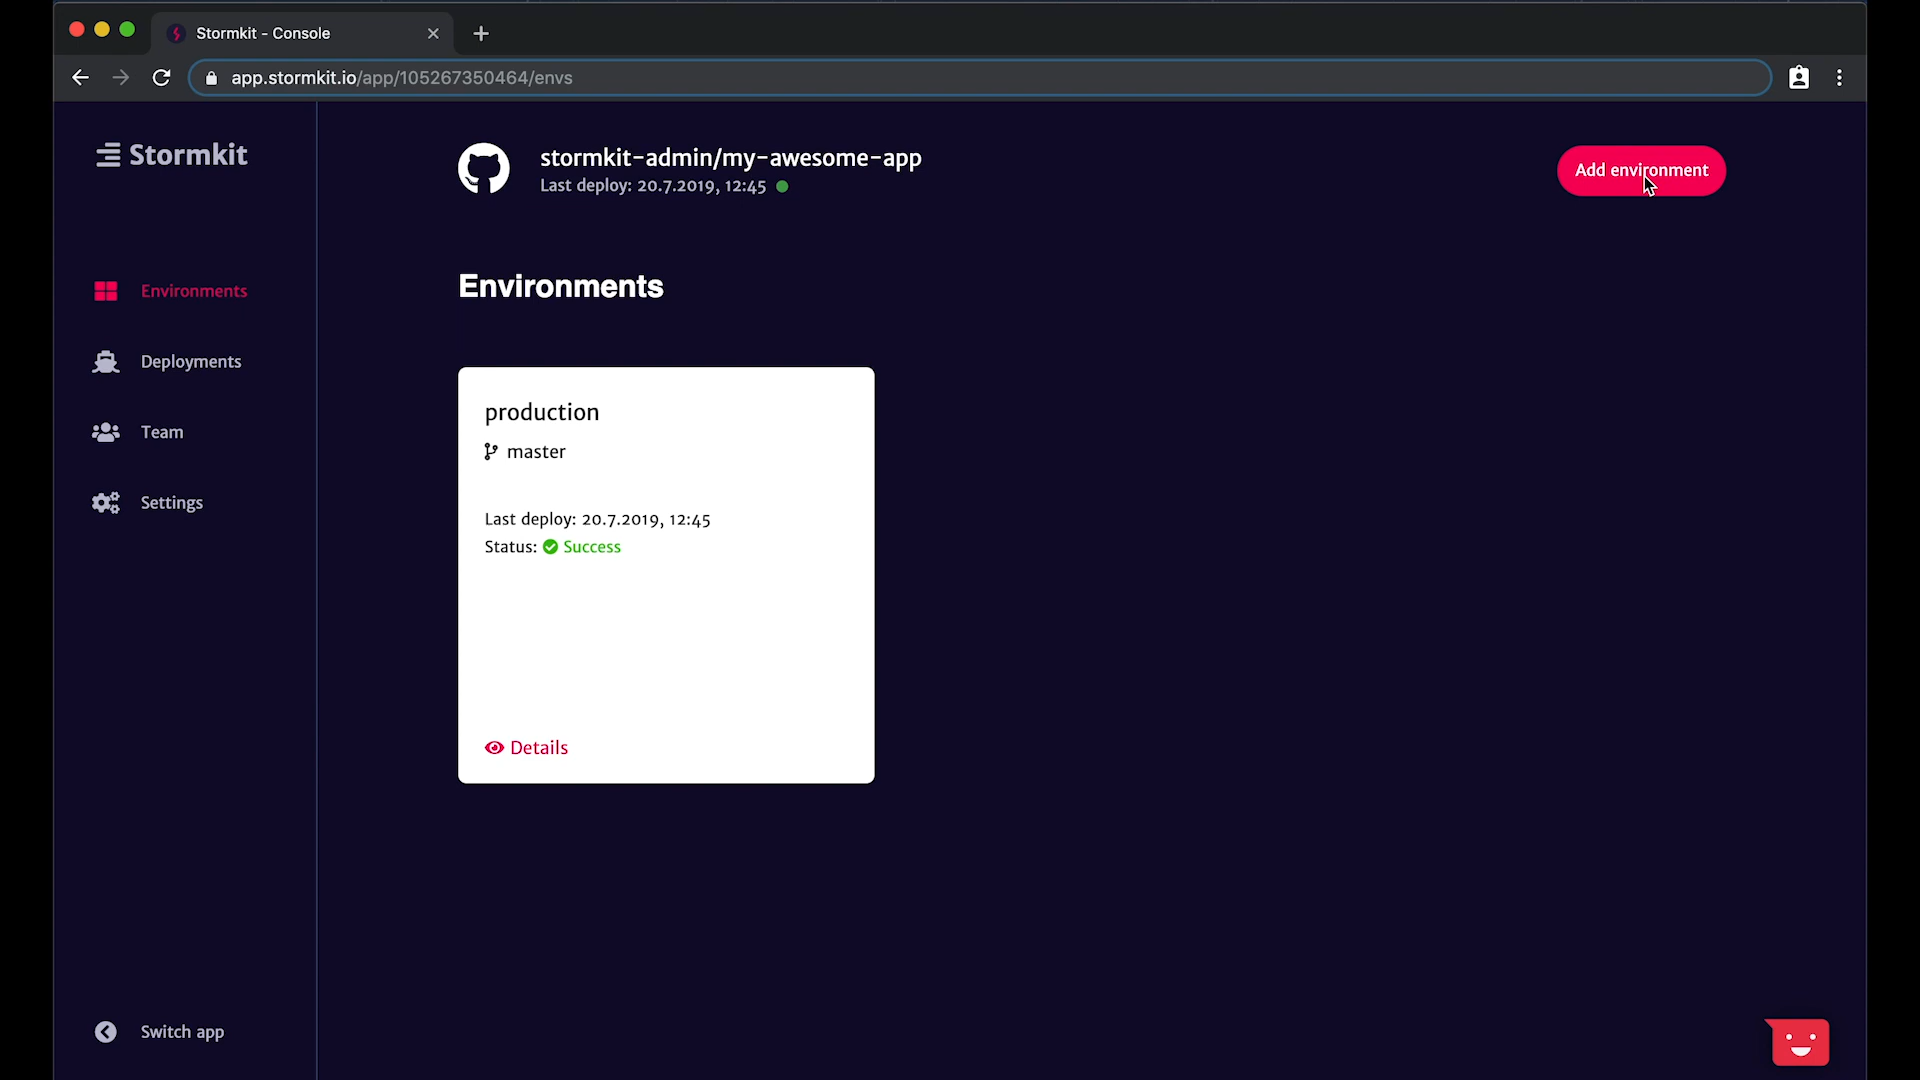 Stormkit - Console
app.stormkit.io/app/105267350464/envs
Stormkit
stormkit-admin/my-awesome-app
Last deploy: 20.7.2019, 12:45
Add environment
Environments
Deployments
Team
Settings
Switch app
Environments
production
master
Last deploy: 20.7.2019, 12:45
Status: Success
Details